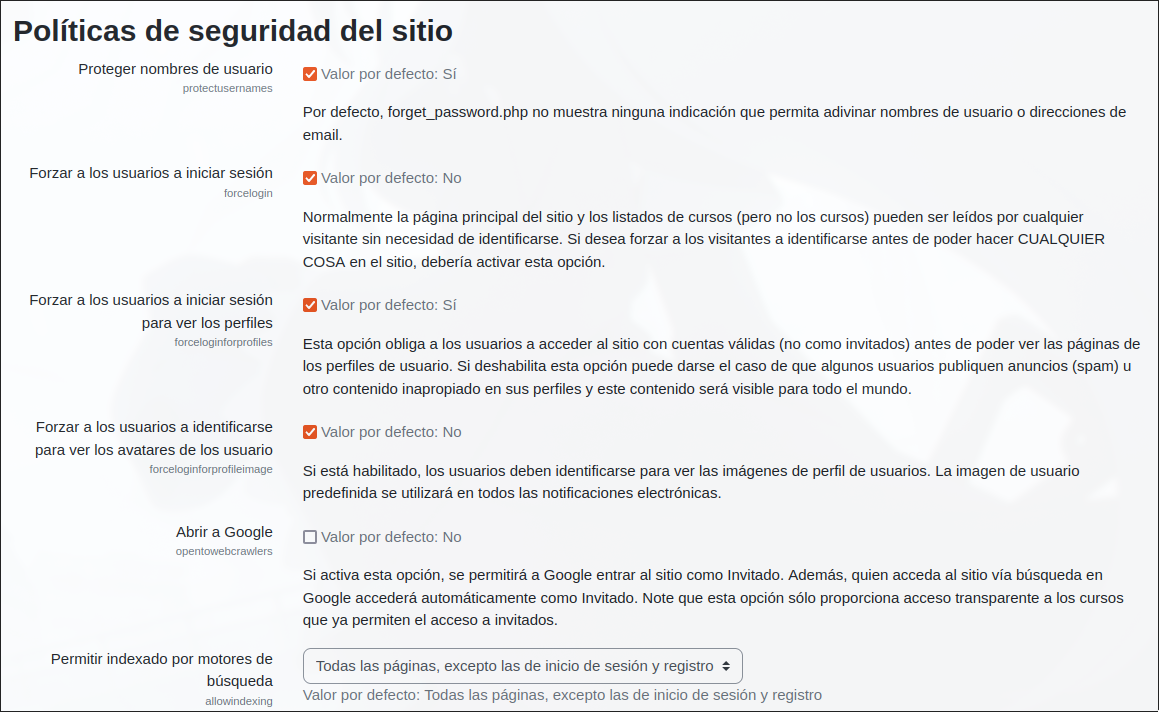 Políticas de seguridad del sitio
Proteger nombres de usuario
protectusernames
Valor por defecto: Sí
Por defecto, forget_password.php no muestra ninguna indicación que permita adivinar nombres de usuario o direcciones de
email.
Forzar a los usuarios a iniciar sesión
forcelogin
Valor por defecto: No
Normalmente la página principal del sitio y los listados de cursos (pero no los cursos) pueden ser leídos por cualquier
visitante sin necesidad de identificarse. Si desea forzar a los visitantes a identificarse antes de poder hacer CUALQUIER
COSA en el sitio, debería activar esta opción.
Forzar a los usuarios a iniciar sesión
para ver los perfiles
forceloginforprofiles
Valor por defecto: Sí
Esta opción obliga a los usuarios a acceder al sitio con cuentas válidas (no como invitados) antes de poder ver las páginas de
los perfiles de usuario. Si deshabilita esta opción puede darse el caso de que algunos usuarios publiquen anuncios (spam) u
otro contenido inapropiado en sus perfiles y este contenido será visible para todo el mundo.
Forzar a los usuarios a identificarse
para ver los avatares de los usuario
forceloginforprofileimage
Valor por defecto: No
Si está habilitado, los usuarios deben identificarse para ver las imágenes de perfil de usuarios. La imagen de usuario
predefinida se utilizará en todos las notificaciones electrónicas.
Abrir a Google
opentowebcrawlers
Valor por defecto: No
Si activa esta opción, se permitirá a Google entrar al sitio como Invitado. Además, quien acceda al sitio vía búsqueda en
Google accederá automáticamente como Invitado. Note que esta opción sólo proporciona acceso transparente a los cursos
que ya permiten el acceso a invitados.
Permitir indexado por motores de
búsqueda
allowindexing
Todas las páginas, excepto las de inicio de sesión y registro
Valor por defecto: Todas las páginas, excepto las de inicio de sesión y registro